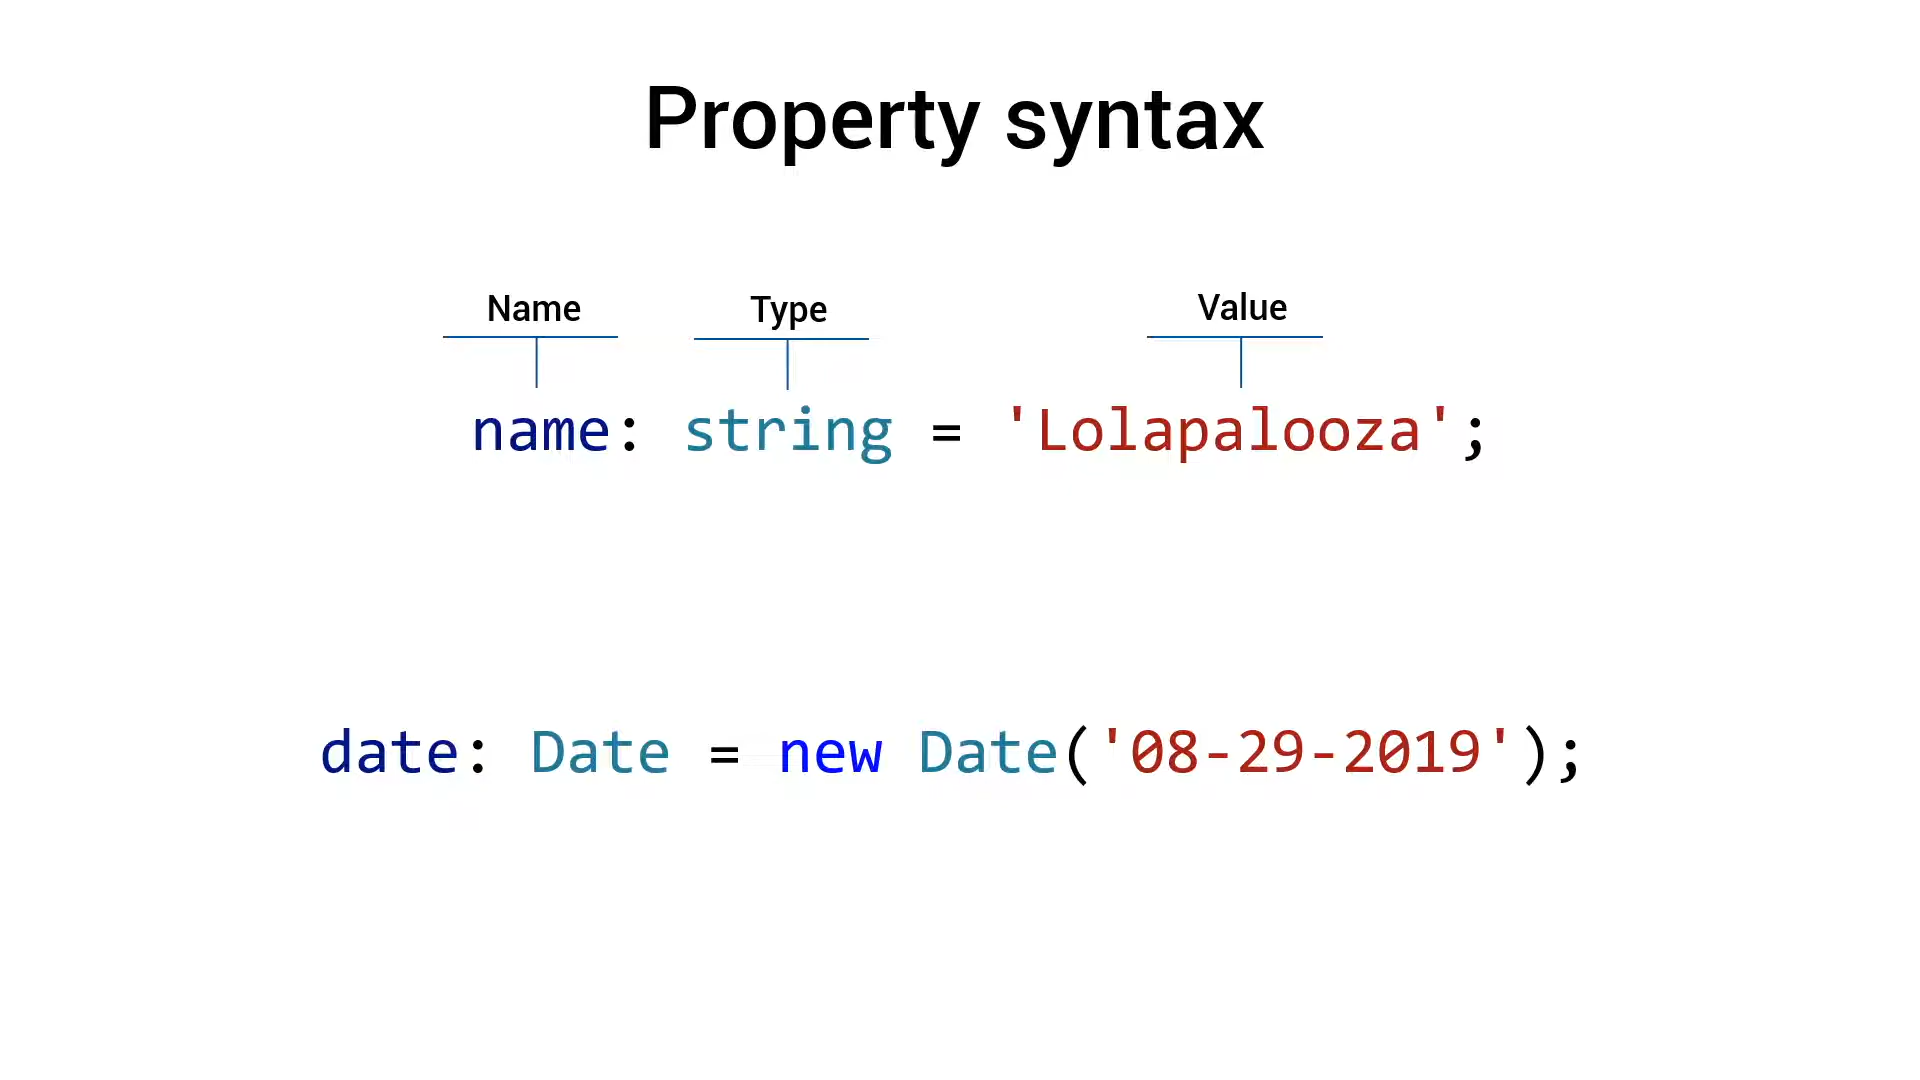 Property syntax
Name Type Value
name: string = 'Lolapalooza';
date: Date = new Date('08-29-2019');